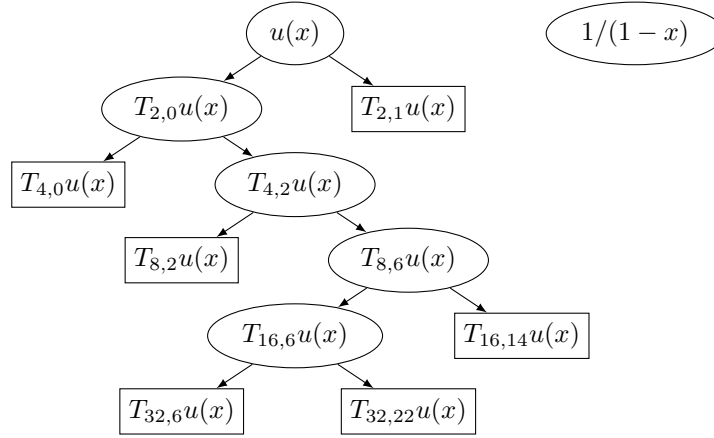 u(x) 1/(1 − x)
T_{2,0}u(x) T_{2,1}u(x)
T_{4,0}u(x) T_{4,2}u(x)
T_{8,2}u(x) T_{8,6}u(x)
T_{16,6}u(x) T_{16,14}u(x)
T_{32,6}u(x) T_{32,22}u(x)